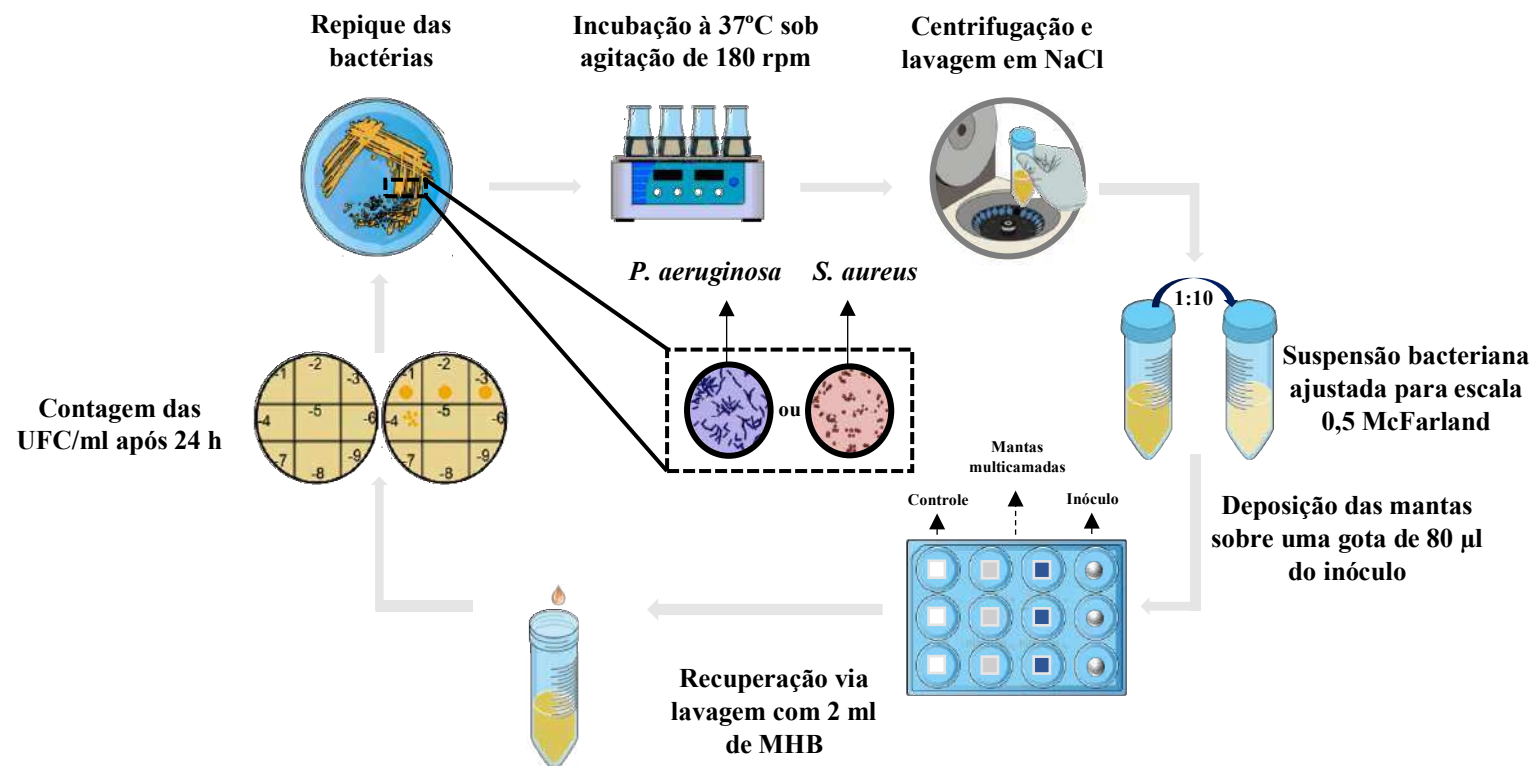 Repique das
bactérias
Incubação à 37ºC sob
agitação de 180 rpm
Centrifugação e
lavagem em NaCl
P. aeruginosa
S. aureus
ou
1:10
Suspensão bacteriana
ajustada para escala
0,5 McFarland
Deposição das mantas
sobre uma gota de 80 µl
do inóculo
Controle
Mantas
multicamadas
Inóculo
Recuperação via
lavagem com 2 ml
de MHB
Contagem das
UFC/ml após 24 h
-1 -2 -3
-4 -5 -6
-7 -8 -9
-1 -2 -3
-4 -5 -6
-7 -8 -9